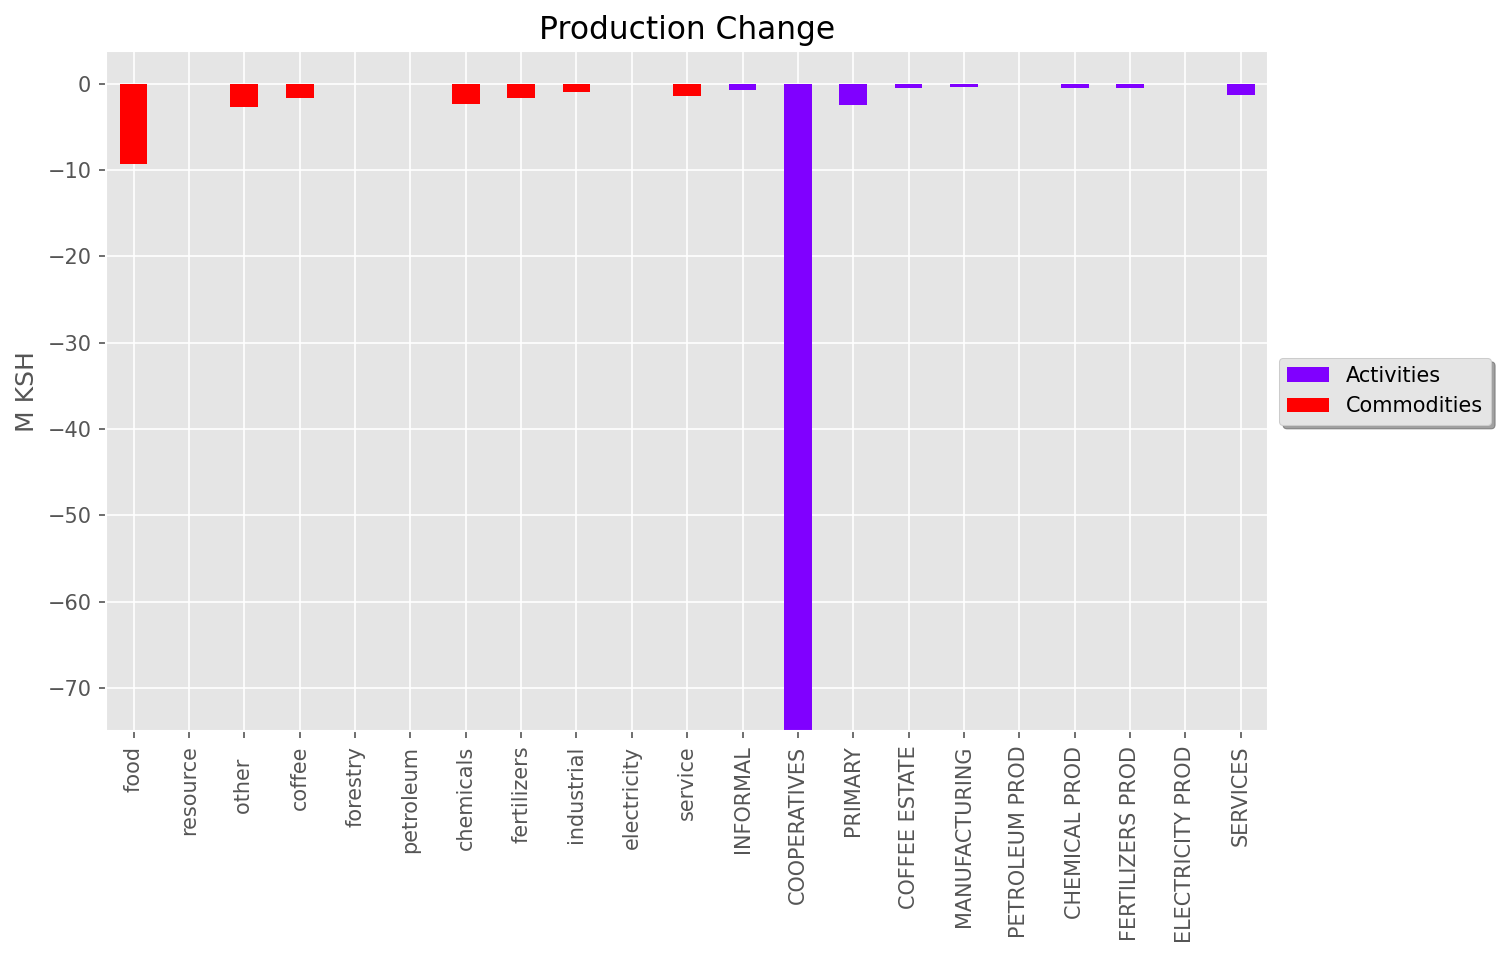 Production Change
0
−10
−20
−30
−40
−50
−60
−70
M KSH
food
resource
other
coffee
forestry
petroleum
chemicals
fertilizers
industrial
electricity
service
INFORMAL
COOPERATIVES
PRIMARY
COFFEE ESTATE
MANUFACTURING
PETROLEUM PROD
CHEMICAL PROD
FERTILIZERS PROD
ELECTRICITY PROD
SERVICES
Activities
Commodities